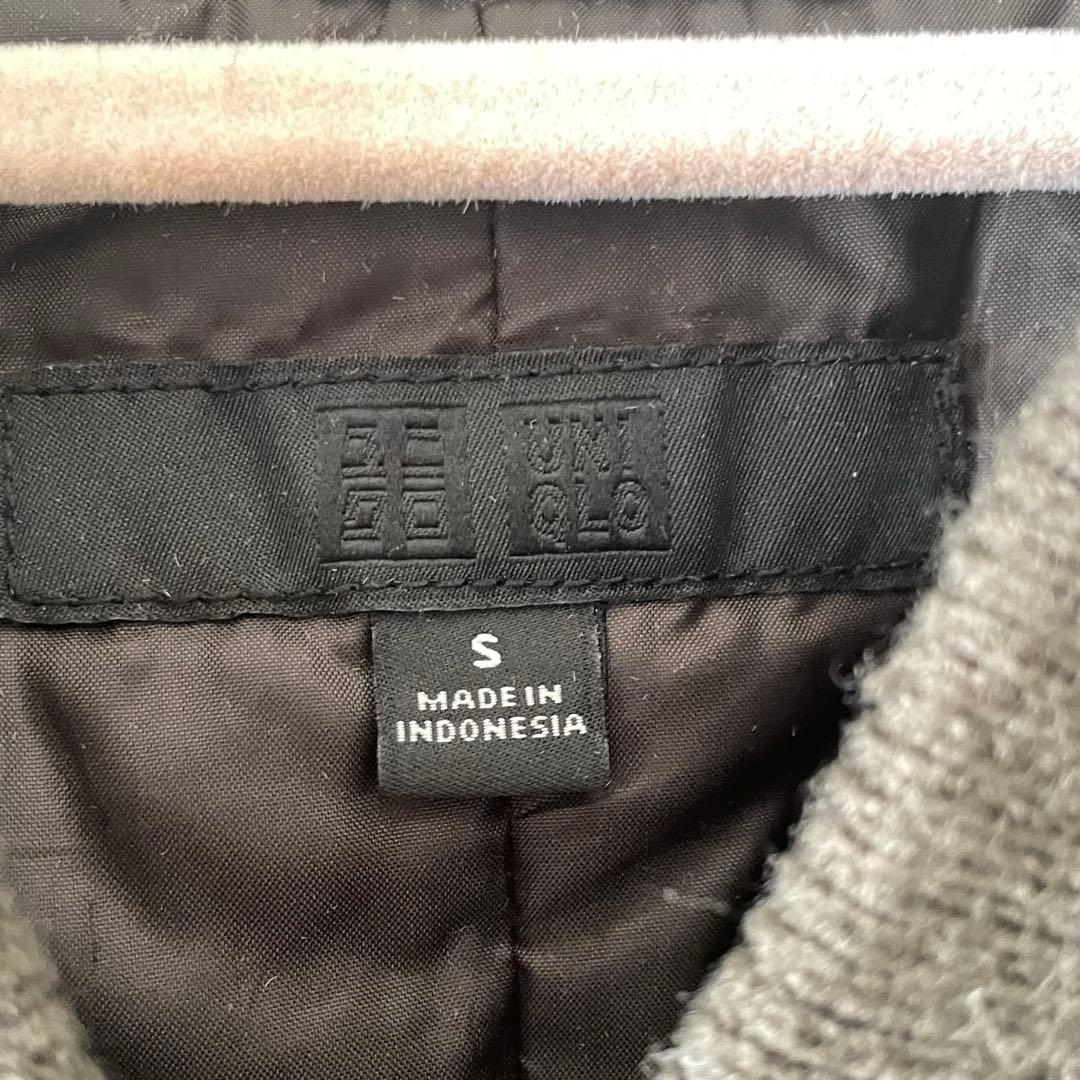 ユニ UNI
クロ QLO
S
MADE IN
INDONESIA